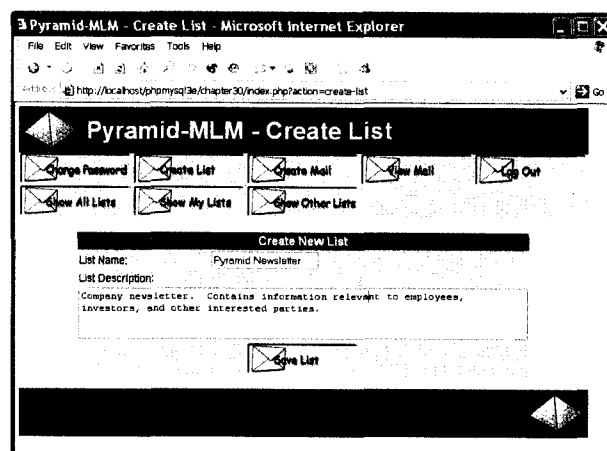 Pyramid-MLM - Create List - Microsoft Internet Explorer
File Edit View Favorites Tools Help
Address http://localhost/phpmysql3e/chapter30/index.php?action=create-list Go
Pyramid-MLM - Create List
Change Password Create List Create Mail View Mail Log Out
Show All Lists Show My Lists Show Other Lists
Create New List
List Name: Pyramid Newsletter
List Description:
Company newsletter. Contains information relevant to employees,
investors, and other interested parties.
Save List